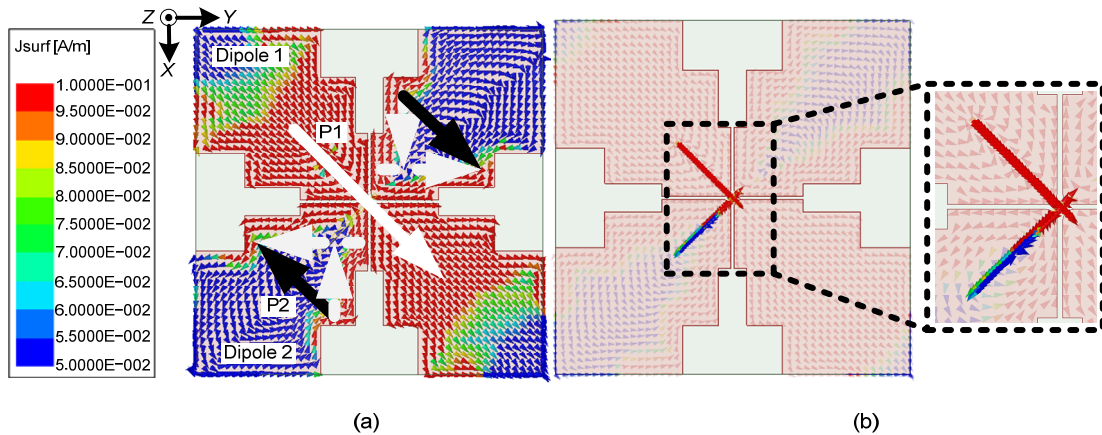 Z Y
X
Jsurf [A/m]
1.0000E-001
9.5000E-002
9.0000E-002
8.5000E-002
8.0000E-002
7.5000E-002
7.0000E-002
6.5000E-002
6.0000E-002
5.5000E-002
5.0000E-002
Dipole 1
P1
P2
Dipole 2
(a)
(b)